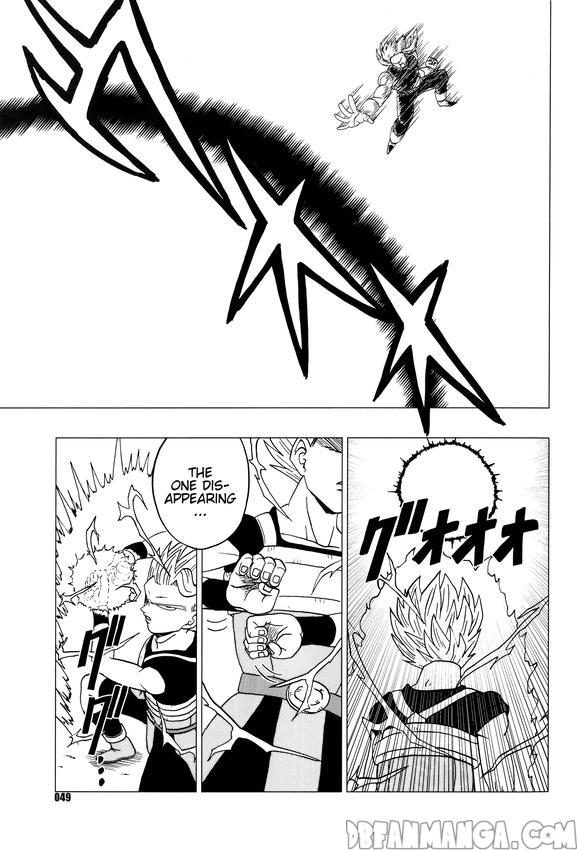 グオオオ
THE
ONE DIS-
APPEARING
...
ググ...
049
DBFANMANGA.COM